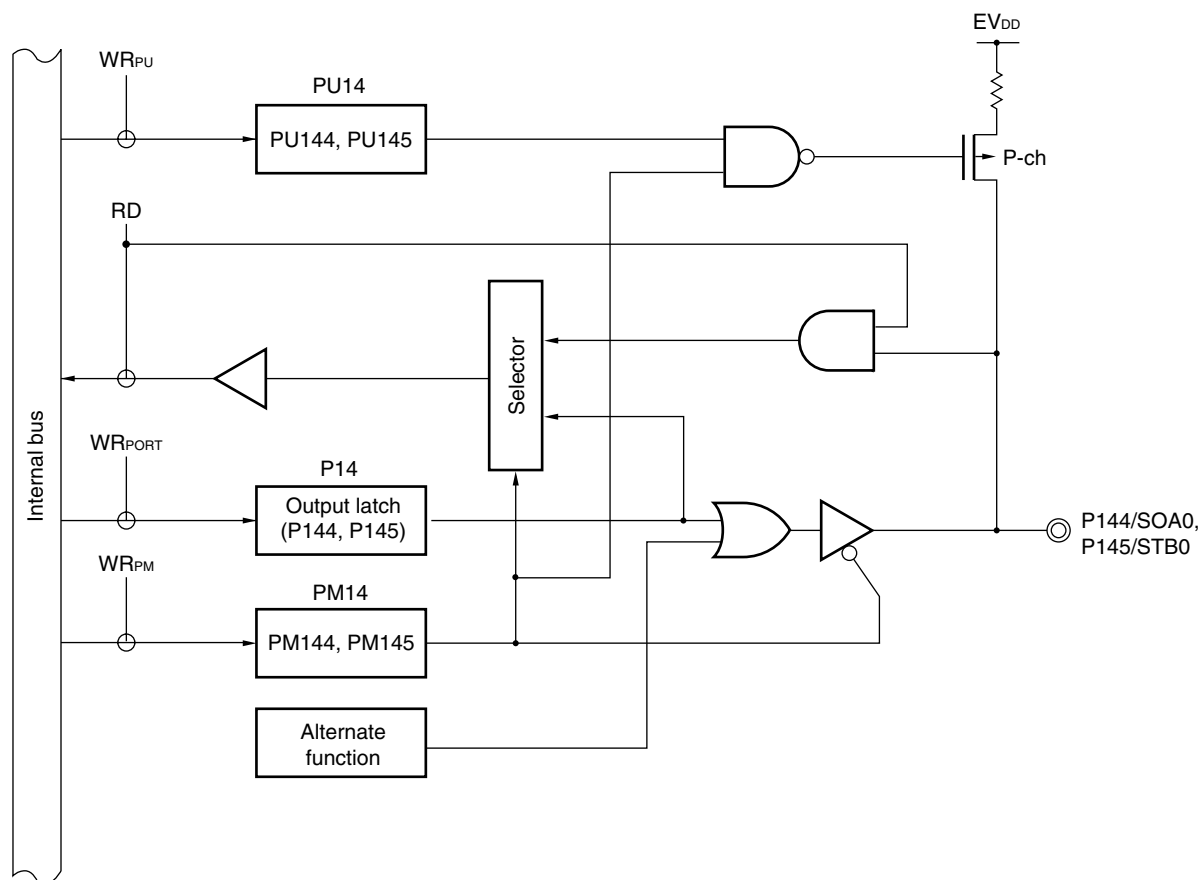 EVDD
WRPU
PU14
PU144, PU145
P-ch
RD
Selector
Internal bus
WRPORT
P14
Output latch
(P144, P145)
P144/SOA0,
P145/STB0
WRPM
PM14
PM144, PM145
Alternate
function